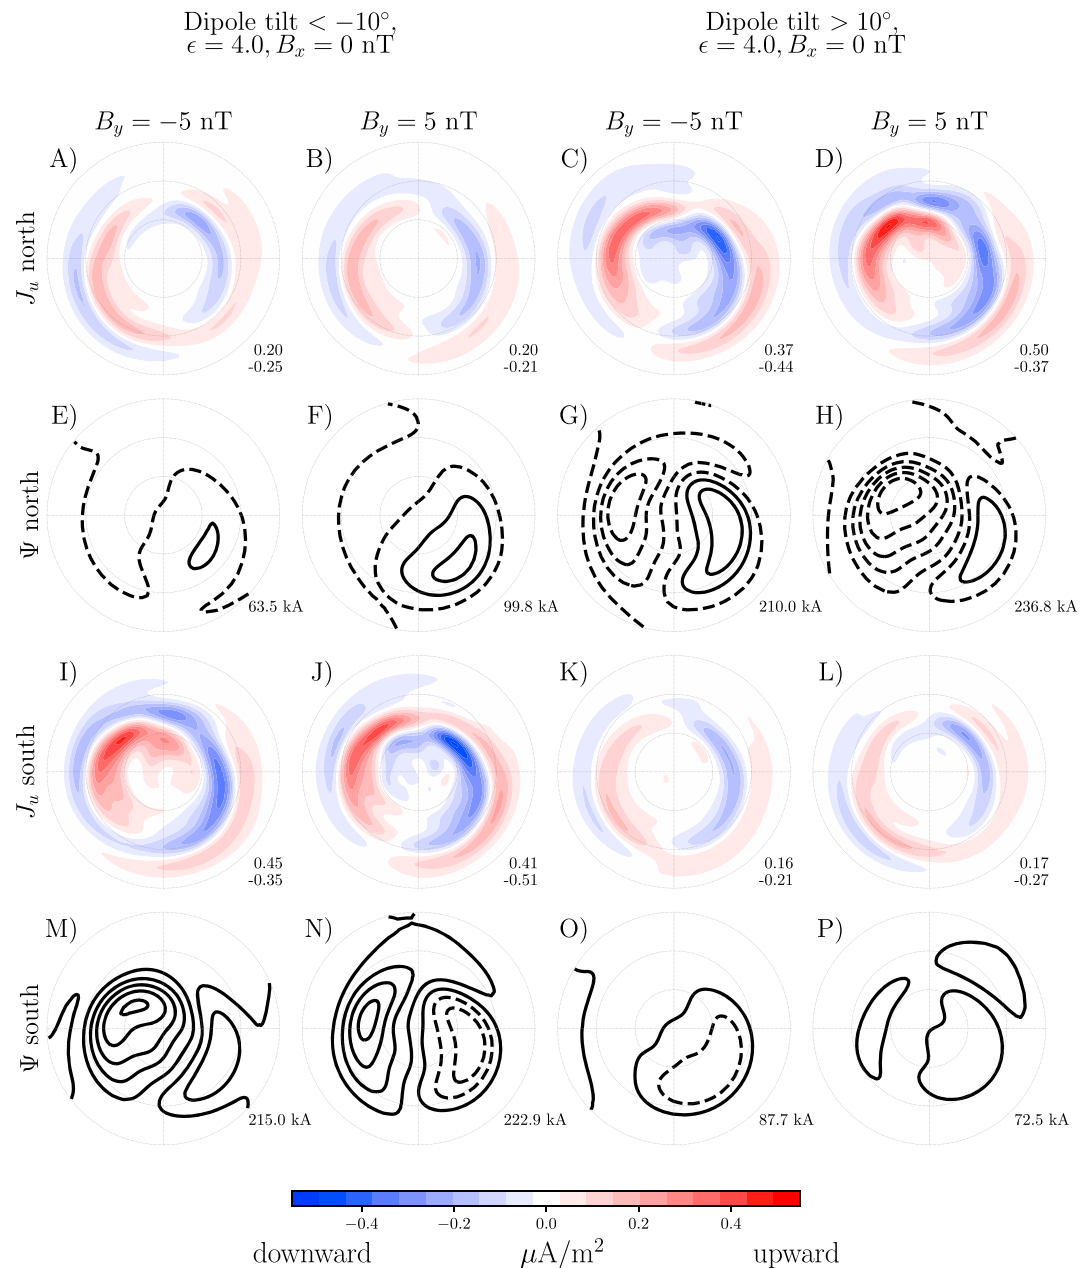 Dipole tilt < −10°,
ϵ = 4.0, Bₓ = 0 nT
Dipole tilt > 10°,
ϵ = 4.0, Bₓ = 0 nT
B_y = −5 nT
B_y = 5 nT
B_y = −5 nT
B_y = 5 nT
J_u north
A)
0.20
-0.25
B)
0.20
-0.21
C)
0.37
-0.44
D)
0.50
-0.37
Ψ north
E)
63.5 kA
F)
99.8 kA
G)
210.0 kA
H)
236.8 kA
J_u south
I)
0.45
-0.35
J)
0.41
-0.51
K)
0.16
-0.21
L)
0.17
-0.27
Ψ south
M)
215.0 kA
N)
222.9 kA
O)
87.7 kA
P)
72.5 kA
−0.4 −0.2 0.0 0.2 0.4
downward μA/m² upward